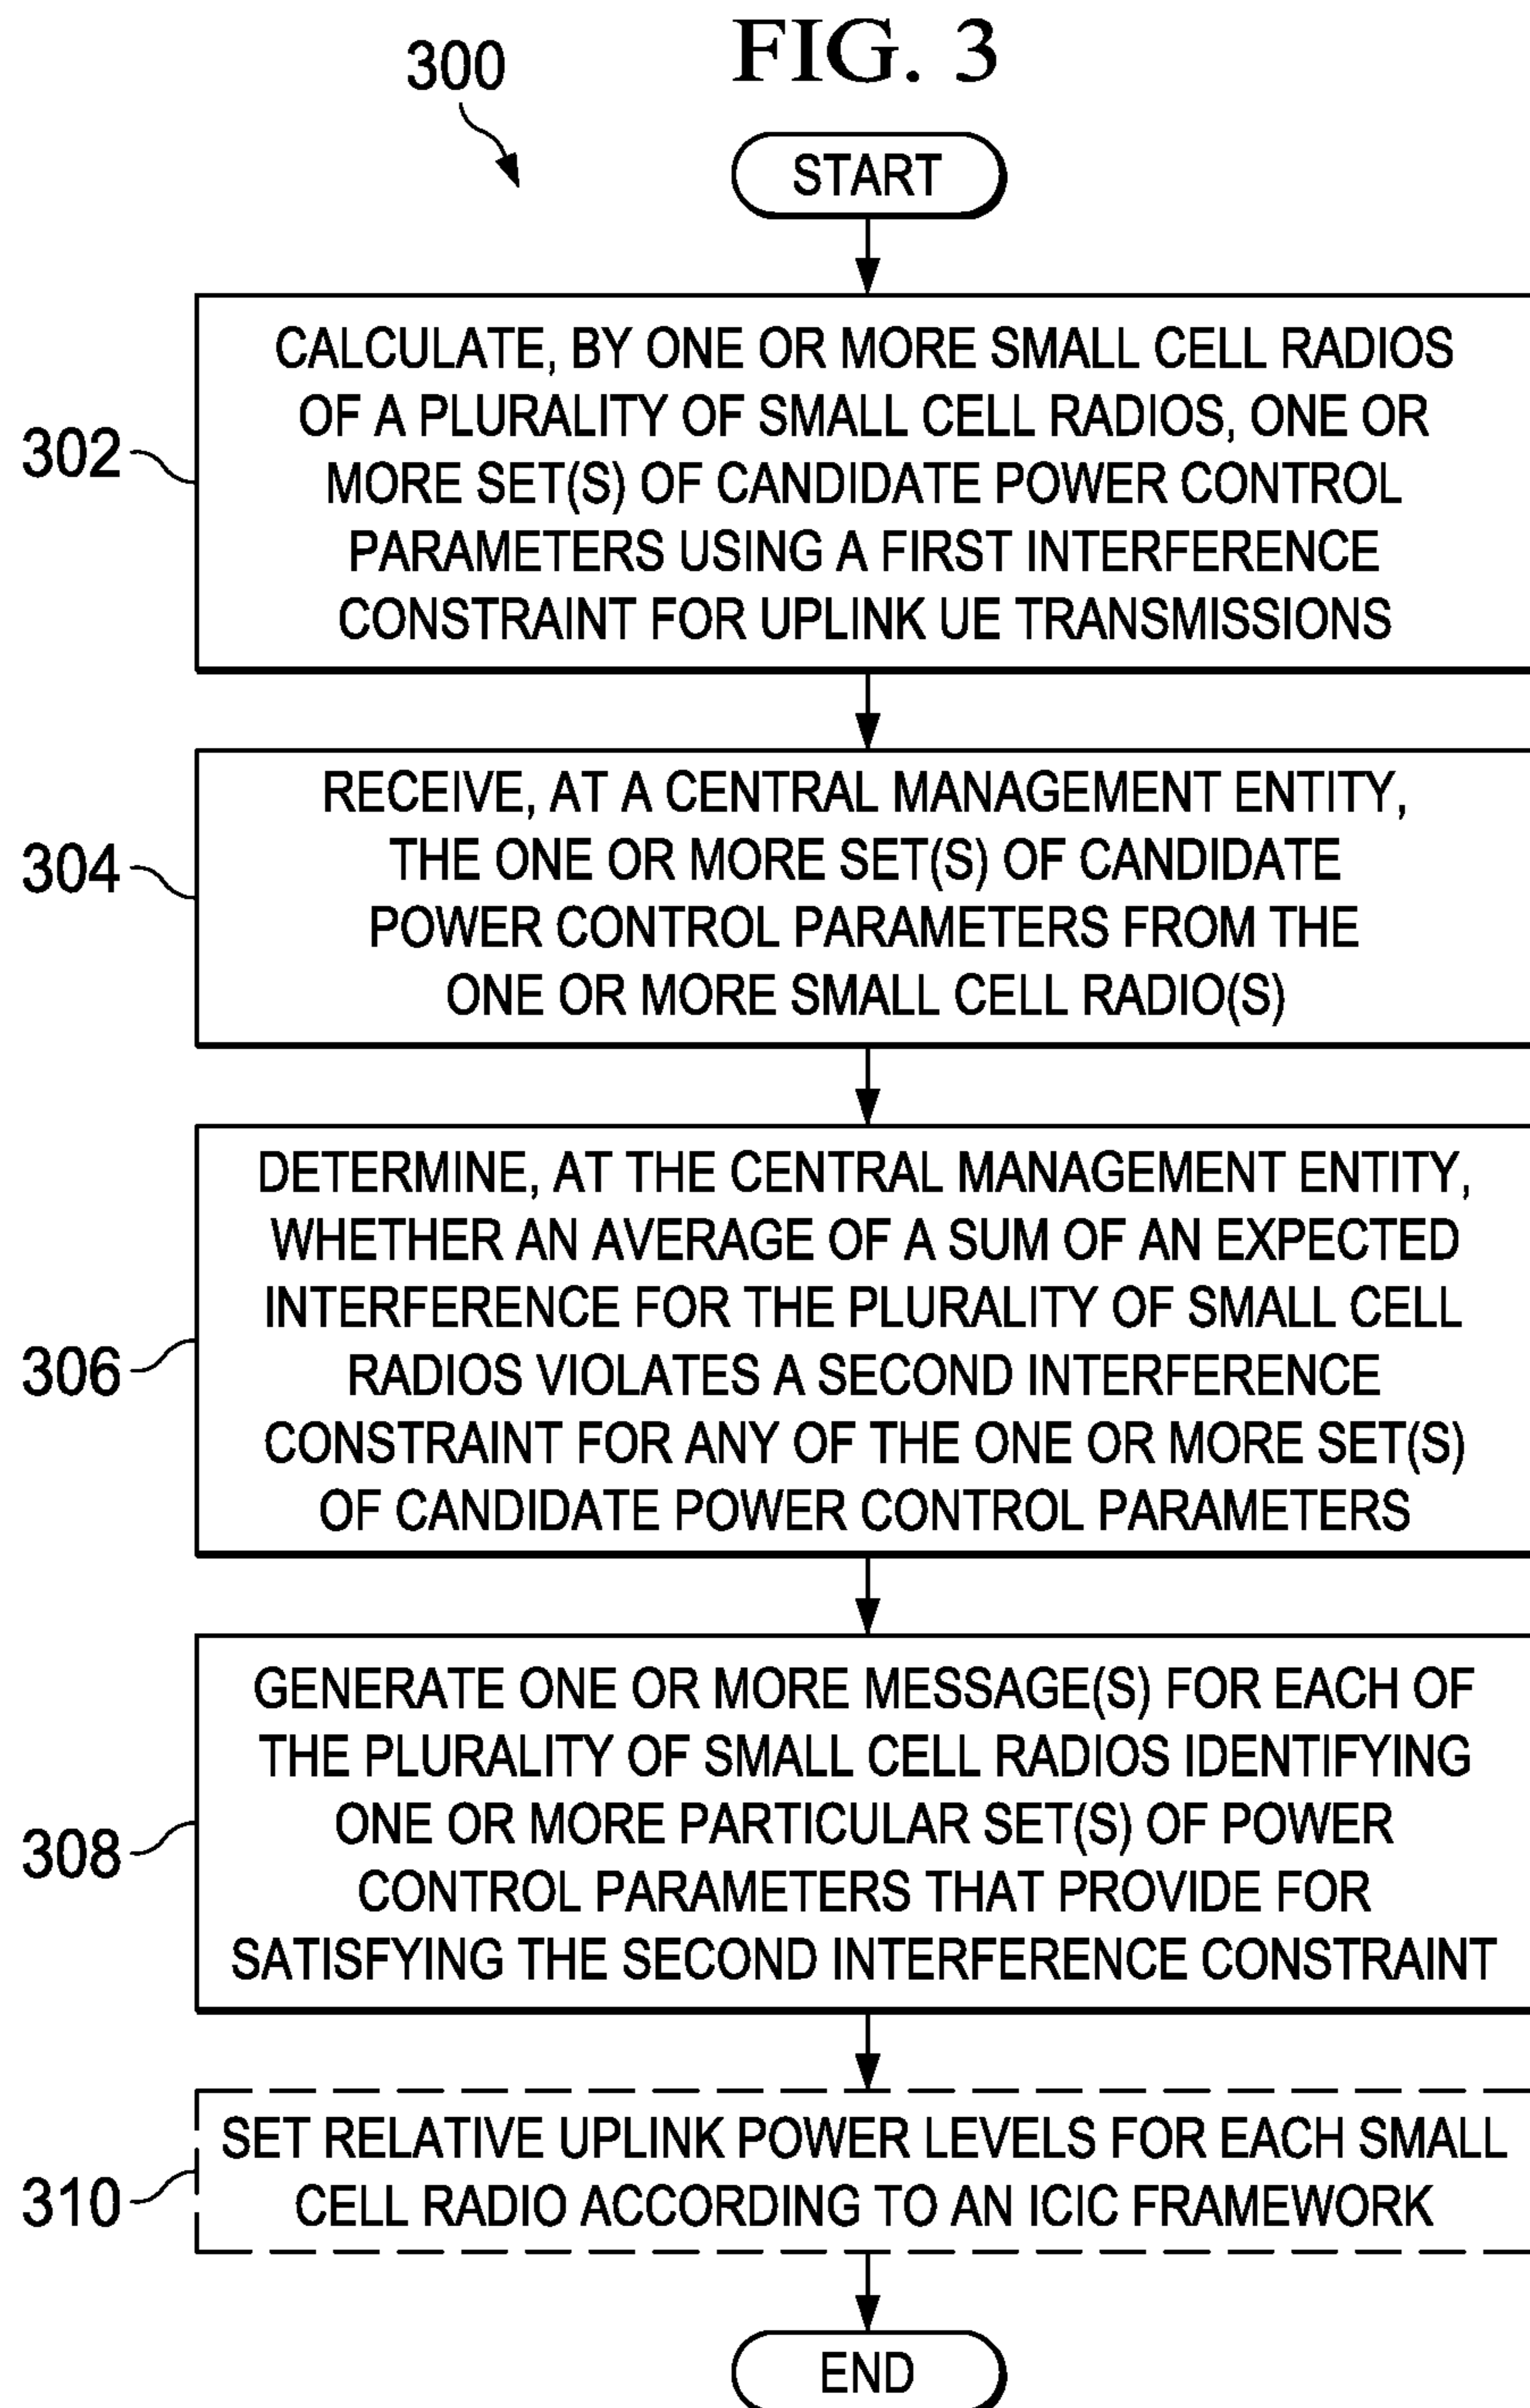 FIG. 3
300
START
302
CALCULATE, BY ONE OR MORE SMALL CELL RADIOS
OF A PLURALITY OF SMALL CELL RADIOS, ONE OR
MORE SET(S) OF CANDIDATE POWER CONTROL
PARAMETERS USING A FIRST INTERFERENCE
CONSTRAINT FOR UPLINK UE TRANSMISSIONS
304
RECEIVE, AT A CENTRAL MANAGEMENT ENTITY,
THE ONE OR MORE SET(S) OF CANDIDATE
POWER CONTROL PARAMETERS FROM THE
ONE OR MORE SMALL CELL RADIO(S)
306
DETERMINE, AT THE CENTRAL MANAGEMENT ENTITY,
WHETHER AN AVERAGE OF A SUM OF AN EXPECTED
INTERFERENCE FOR THE PLURALITY OF SMALL CELL
RADIOS VIOLATES A SECOND INTERFERENCE
CONSTRAINT FOR ANY OF THE ONE OR MORE SET(S)
OF CANDIDATE POWER CONTROL PARAMETERS
308
GENERATE ONE OR MORE MESSAGE(S) FOR EACH OF
THE PLURALITY OF SMALL CELL RADIOS IDENTIFYING
ONE OR MORE PARTICULAR SET(S) OF POWER
CONTROL PARAMETERS THAT PROVIDE FOR
SATISFYING THE SECOND INTERFERENCE CONSTRAINT
310
SET RELATIVE UPLINK POWER LEVELS FOR EACH SMALL
CELL RADIO ACCORDING TO AN ICIC FRAMEWORK
END